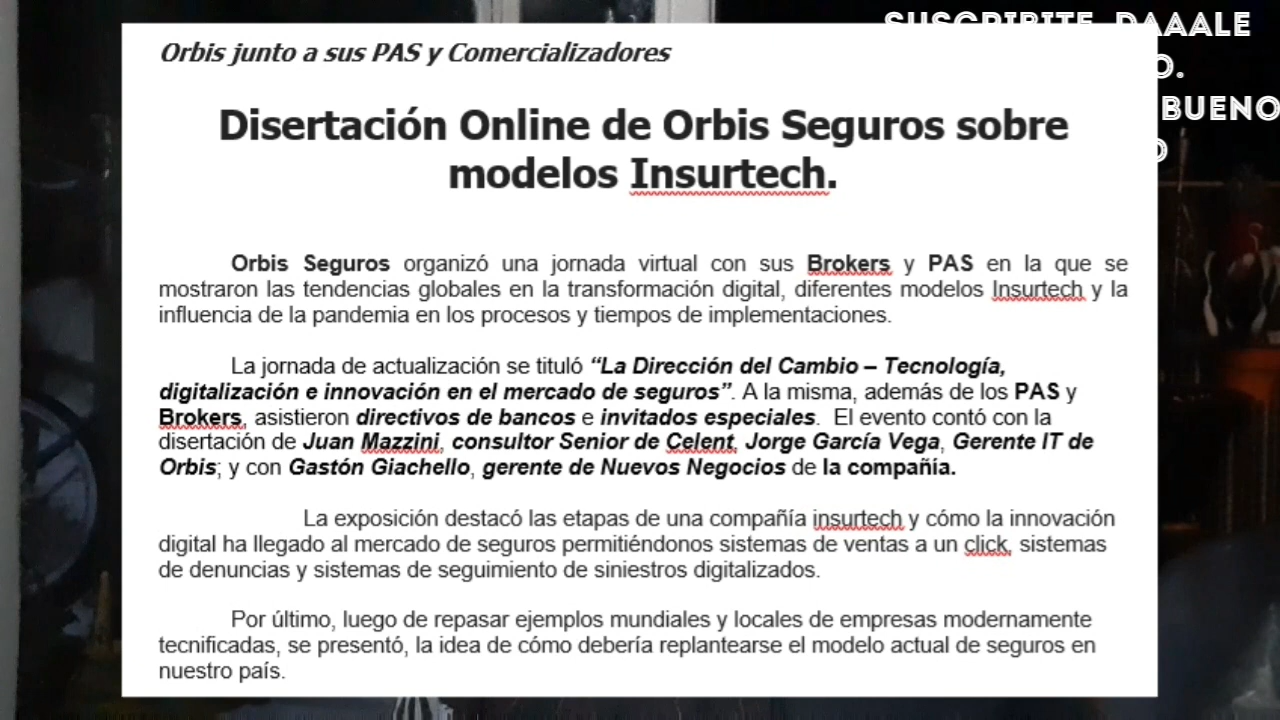 SUSCRIBITE DAAALE
O.
BUENO
O
Orbis junto a sus PAS y Comercializadores
Disertación Online de Orbis Seguros sobre
modelos Insurtech.
Orbis Seguros organizó una jornada virtual con sus Brokers y PAS en la que se
mostraron las tendencias globales en la transformación digital, diferentes modelos Insurtech y la
influencia de la pandemia en los procesos y tiempos de implementaciones.
La jornada de actualización se tituló “La Dirección del Cambio – Tecnología,
digitalización e innovación en el mercado de seguros”. A la misma, además de los PAS y
Brokers, asistieron directivos de bancos e invitados especiales. El evento contó con la
disertación de Juan Mazzini, consultor Senior de Celent, Jorge García Vega, Gerente IT de
Orbis; y con Gastón Giachello, gerente de Nuevos Negocios de la compañía.
La exposición destacó las etapas de una compañía insurtech y cómo la innovación
digital ha llegado al mercado de seguros permitiéndonos sistemas de ventas a un click, sistemas
de denuncias y sistemas de seguimiento de siniestros digitalizados.
Por último, luego de repasar ejemplos mundiales y locales de empresas modernamente
tecnificadas, se presentó, la idea de cómo debería replantearse el modelo actual de seguros en
nuestro país.